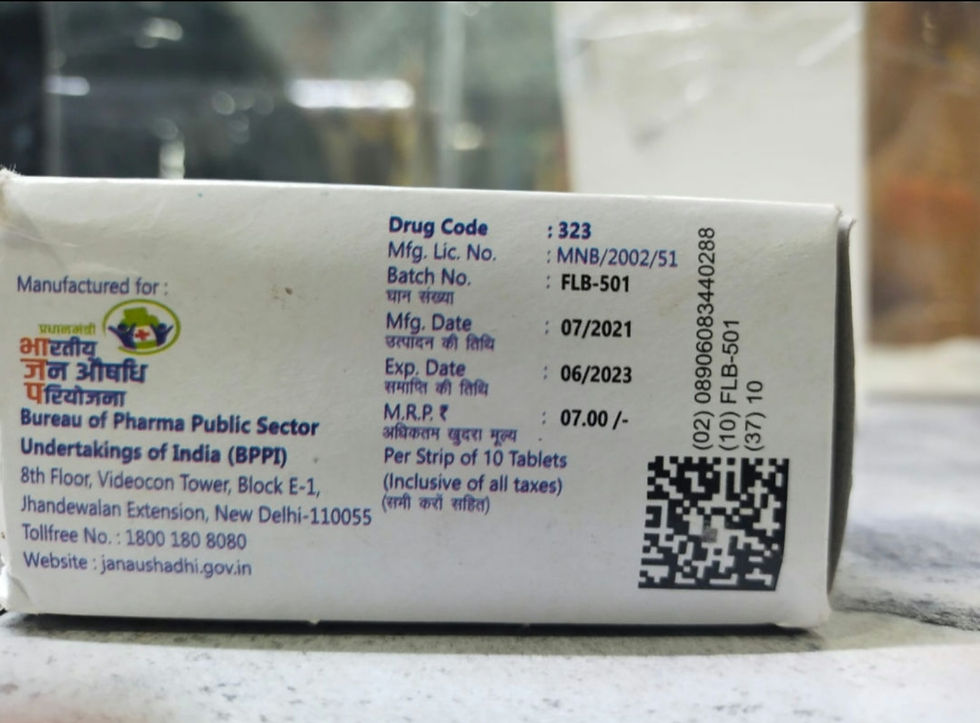 Manufactured for :
प्रधानमंत्री
भारतीय
जन औषधि
परियोजना
Bureau of Pharma Public Sector
Undertakings of India (BPPI)
8th Floor, Videocon Tower, Block E-1,
Jhandewalan Extension, New Delhi-110055
Tollfree No. : 1800 180 8080
Website : janaushadhi.gov.in
Drug Code : 323
Mfg. Lic. No. : MNB/2002/51
Batch No. : FLB-501
घान संख्या
Mfg. Date : 07/2021
उत्पादन की तिथि
Exp. Date : 06/2023
समाप्ति की तिथि
M.R.P. ₹ : 07.00 /-
अधिकतम खुदरा मूल्य
Per Strip of 10 Tablets
(Inclusive of all taxes)
(सभी करों सहित)
(02) 08906083440288
(10) FLB-501
(37) 10